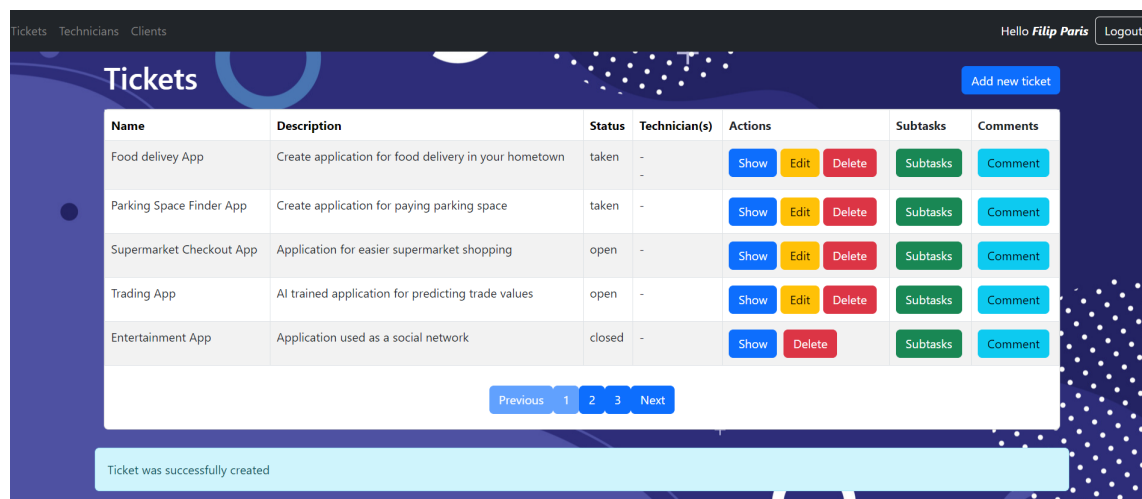 Tickets Technicians Clients Hello Filip Paris Logout
Tickets Add new ticket
Name Description Status Technician(s) Actions Subtasks Comments
Food delivey App Create application for food delivery in your hometown taken - Show Edit Delete Subtasks Comment
-
Parking Space Finder App Create application for paying parking space taken - Show Edit Delete Subtasks Comment
Supermarket Checkout App Application for easier supermarket shopping open - Show Edit Delete Subtasks Comment
Trading App AI trained application for predicting trade values open - Show Edit Delete Subtasks Comment
Entertainment App Application used as a social network closed - Show Delete Subtasks Comment
Previous 1 2 3 Next
Ticket was successfully created